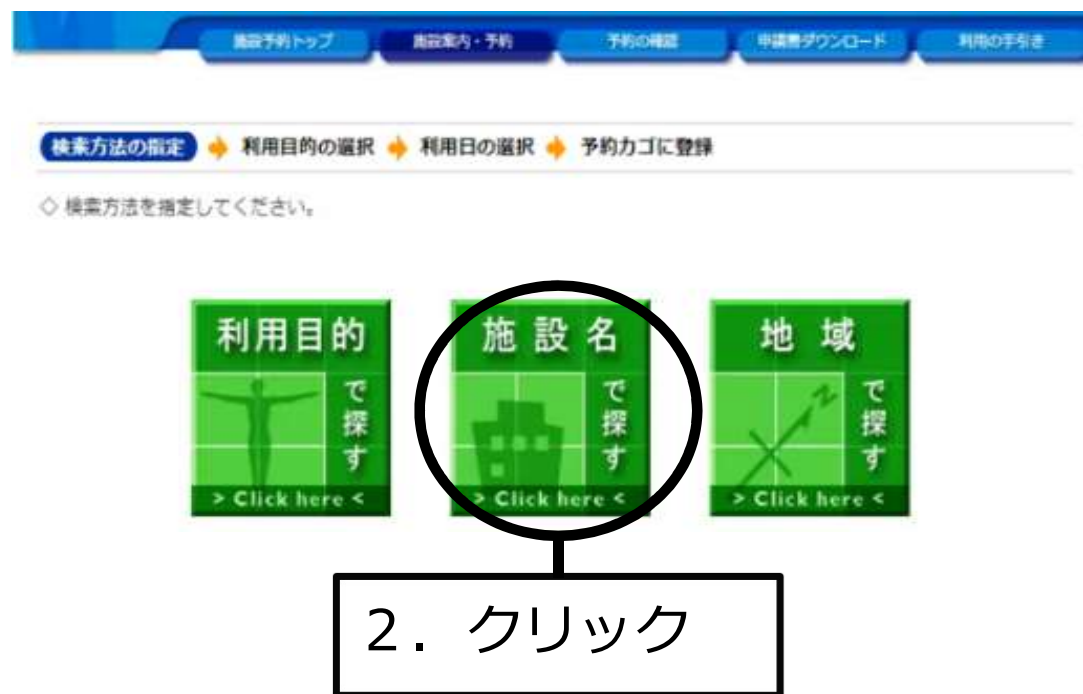 施設予約トップ 施設案内・予約 予約の確認 申請書ダウンロード 利用の手引き
検索方法の指定 利用目的の選択 利用日の選択 予約カゴに登録
◇ 検索方法を指定してください。
利用目的
で探す
> Click here <
施設名
で探す
> Click here <
地域
で探す
> Click here <
Z
2. クリック